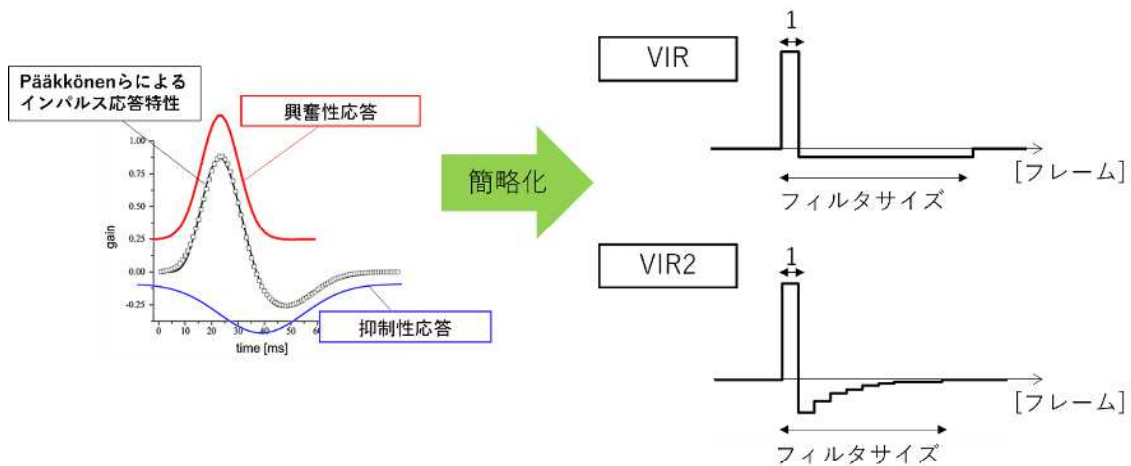 Pääkkönenらによる
インパルス応答特性
興奮性応答
1.00
0.75
0.50
0.25
0.00
-0.25
gain
0
10
20
30
40
50
time [ms]
抑制性応答
簡略化
VIR
1
[フレーム]
フィルタサイズ
VIR2
1
[フレーム]
フィルタサイズ